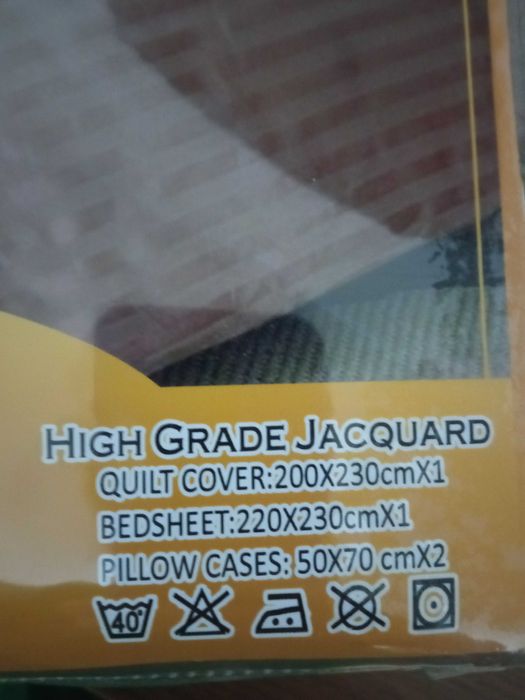 HIGH GRADE JACQUARD
QUILT COVER:200X230cmX1
BEDSHEET:220X230cmX1
PILLOW CASES: 50X70 cmX2
40°